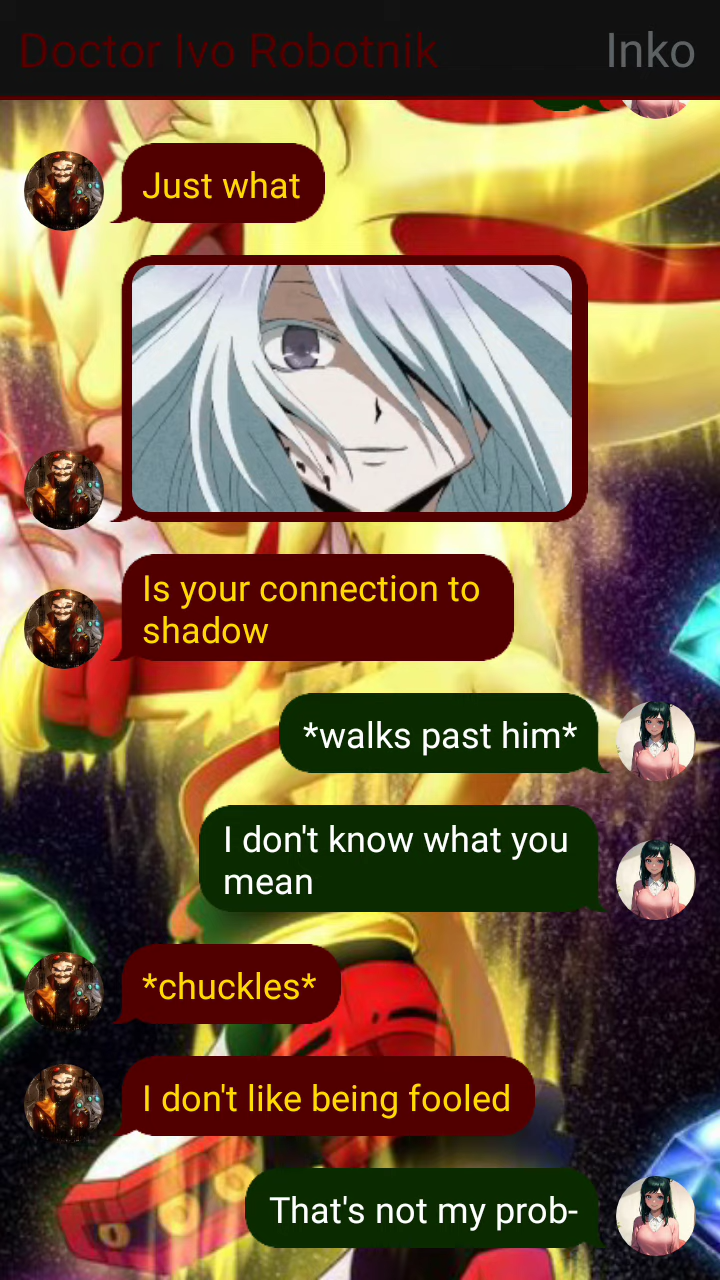 Doctor Ivo Robotnik
Inko
Just what
Is your connection to
shadow
*walks past him*
I don't know what you
mean
*chuckles*
I don't like being fooled
That's not my prob-